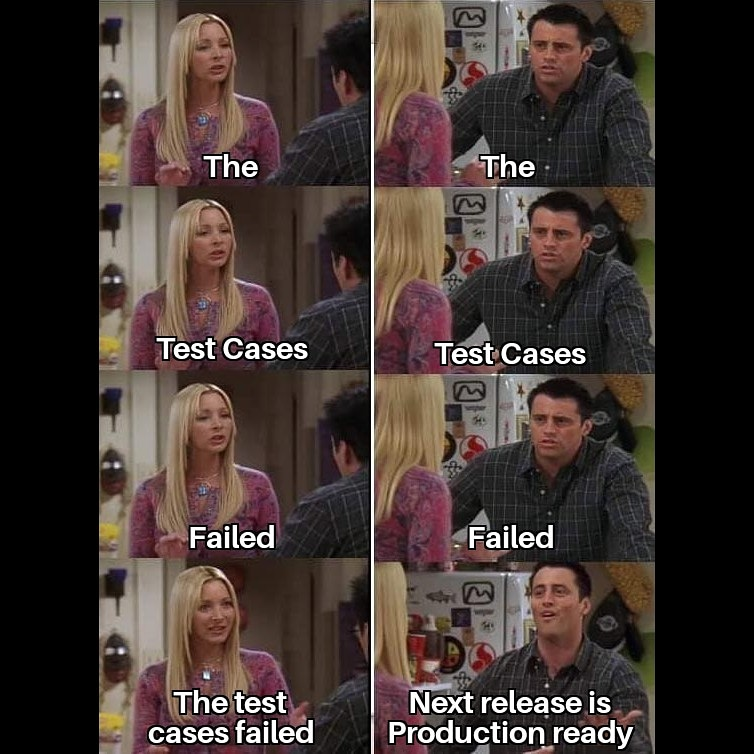 The
The
Test Cases
Test Cases
Failed
Failed
The test
cases failed
Next release is
Production ready